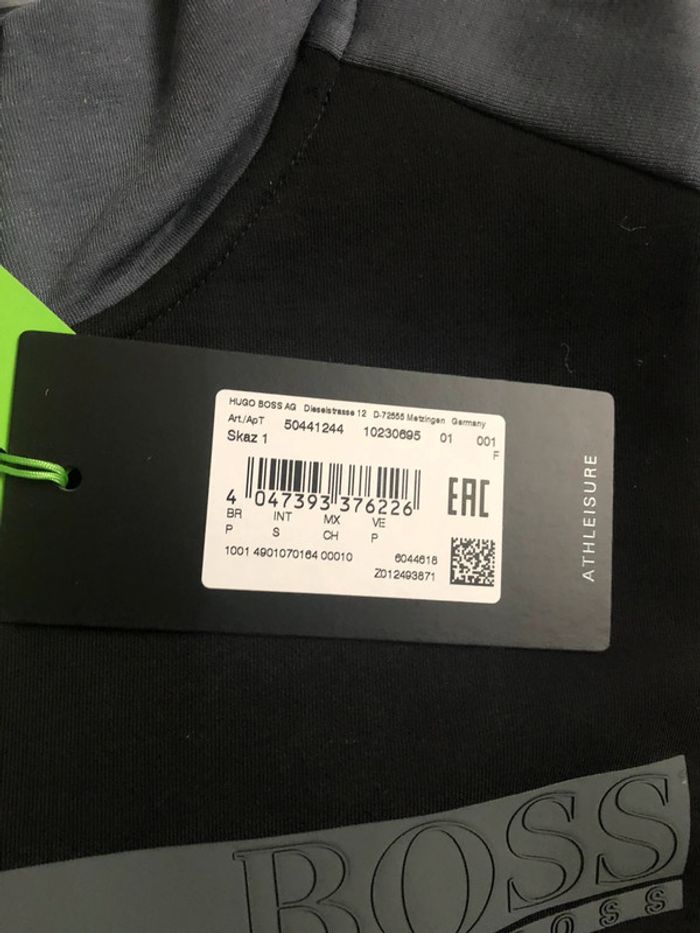 HUGO BOSS AG Dieselstrasse 12 D-72555 Metzingen Germany
Art./ApT 50441244 10230695 01 001
Skaz 1 F
4 047393 376226 EAC
BR INT MX VE
P S CH P
1001 4901070164 00010 6044618
Z012493871
ATHLEISURE
BOSS
BOSS